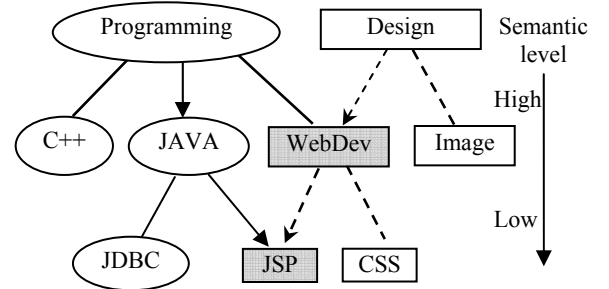 Programming
Design
Semantic
level
High
C++
JAVA
WebDev
Image
Low
JDBC
JSP
CSS